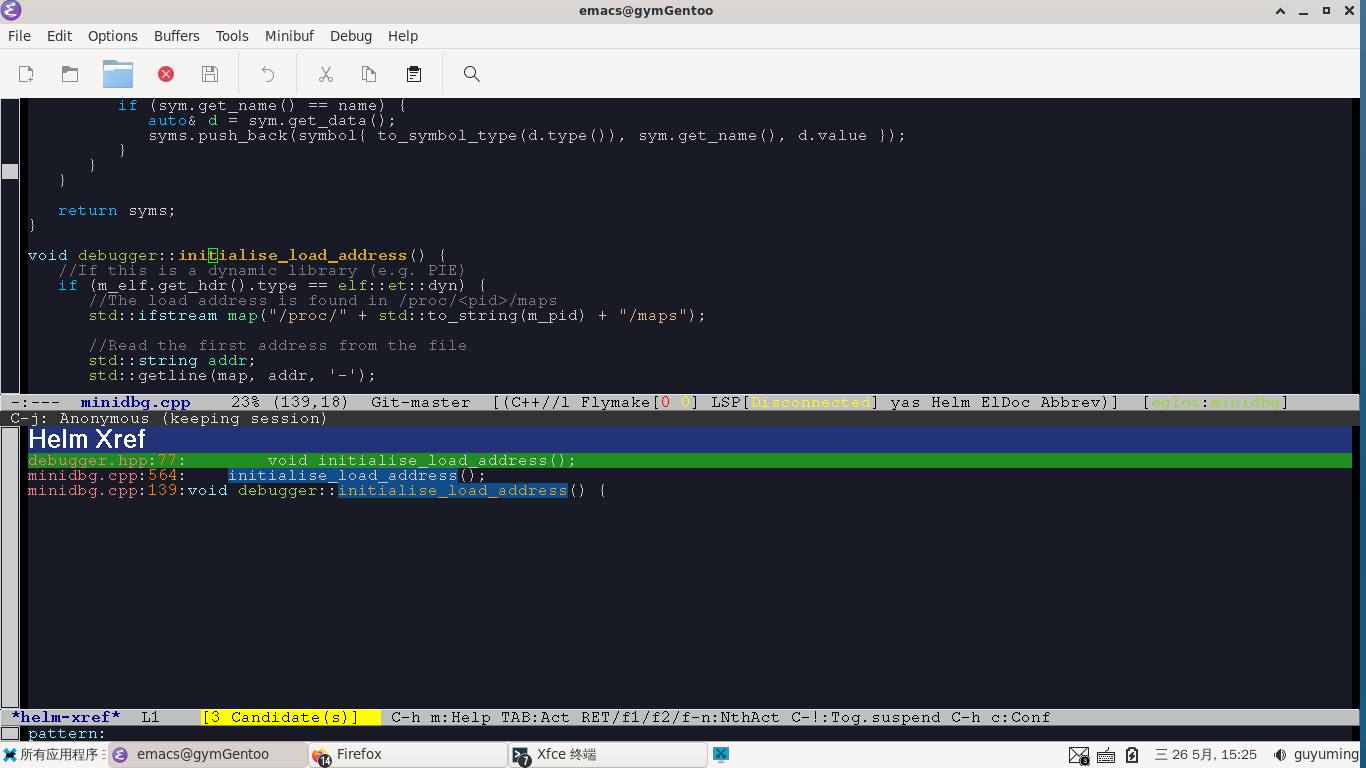 emacs@gymGentoo
File Edit Options Buffers Tools Minibuf Debug Help
if (sym.get_name() == name) {
auto& d = sym.get_data();
syms.push_back(symbol{ to_symbol_type(d.type()), sym.get_name(), d.value });
}
}
}
return syms;
}
void debugger::initialise_load_address() {
//If this is a dynamic library (e.g. PIE)
if (m_elf.get_hdr().type == elf::et::dyn) {
//The load address is found in /proc/<pid>/maps
std::ifstream map("/proc/" + std::to_string(m_pid) + "/maps");
//Read the first address from the file
std::string addr;
std::getline(map, addr, '-');
-:--- minidbg.cpp 23% (139,18) Git-master [(C++//l Flymake[0 0] LSP[Disconnected] yas Helm ElDoc Abbrev)] [eglot:minidbg]
C-j: Anonymous (keeping session)
Helm Xref
debugger.hpp:77: void initialise_load_address();
minidbg.cpp:564: initialise_load_address();
minidbg.cpp:139:void debugger::initialise_load_address() {
*helm-xref* L1 [3 Candidate(s)] C-h m:Help TAB:Act RET/f1/f2/f-n:NthAct C-!:Tog.suspend C-h c:Conf
pattern:
所有应用程序 emacs@gymGentoo 14 Firefox 7 Xfce 终端 三 26 5月, 15:25 guyuming